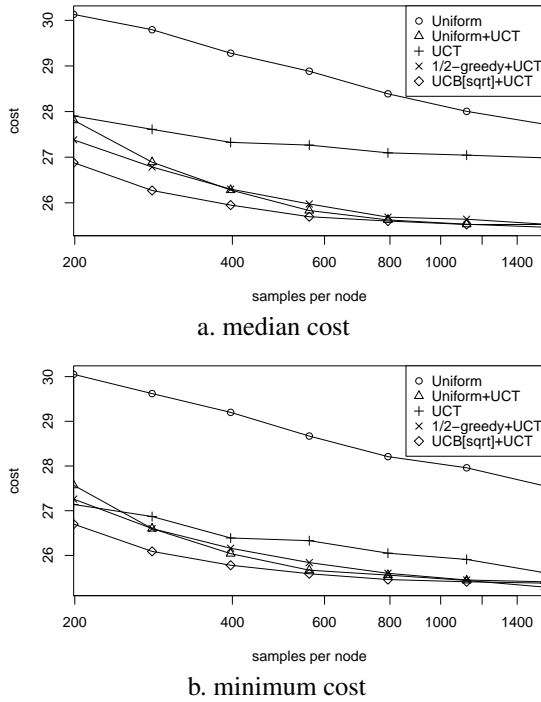 30
29
28
27
26
cost
Uniform
Uniform+UCT
UCT
1/2−greedy+UCT
UCB[sqrt]+UCT
200 400 600 800 1000 1400
samples per node
a. median cost
30
29
28
27
26
cost
Uniform
Uniform+UCT
UCT
1/2−greedy+UCT
UCB[sqrt]+UCT
200 400 600 800 1000 1400
samples per node
b. minimum cost